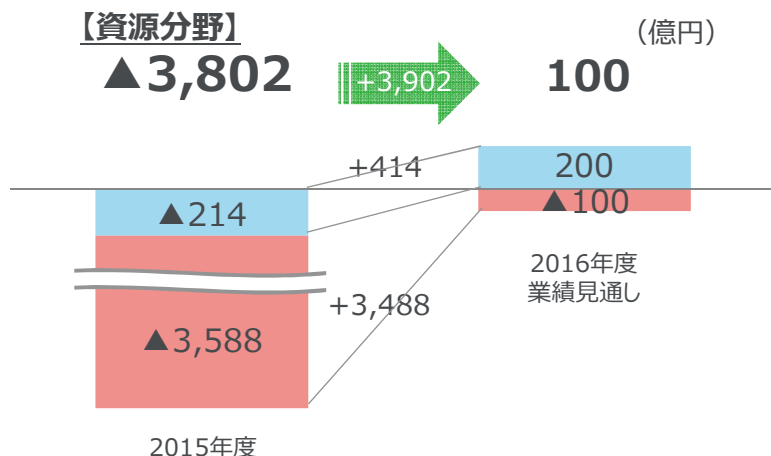 【資源分野】
(億円)
▲3,802
+3,902
100
+414
200
▲214
▲100
+3,488
2016年度
業績見通し
▲3,588
2015年度